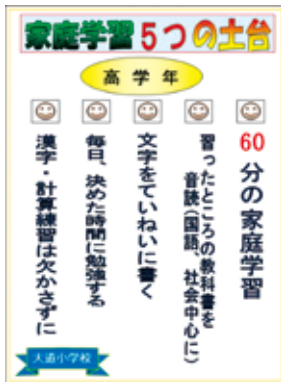 家庭学習５つの土台
高学年
60分の家庭学習
習ったところの教科書を
音読(国語、社会中心に)
文字をていねいに書く
毎日、決めた時間に勉強する
漢字・計算練習は欠かさずに
大道小学校